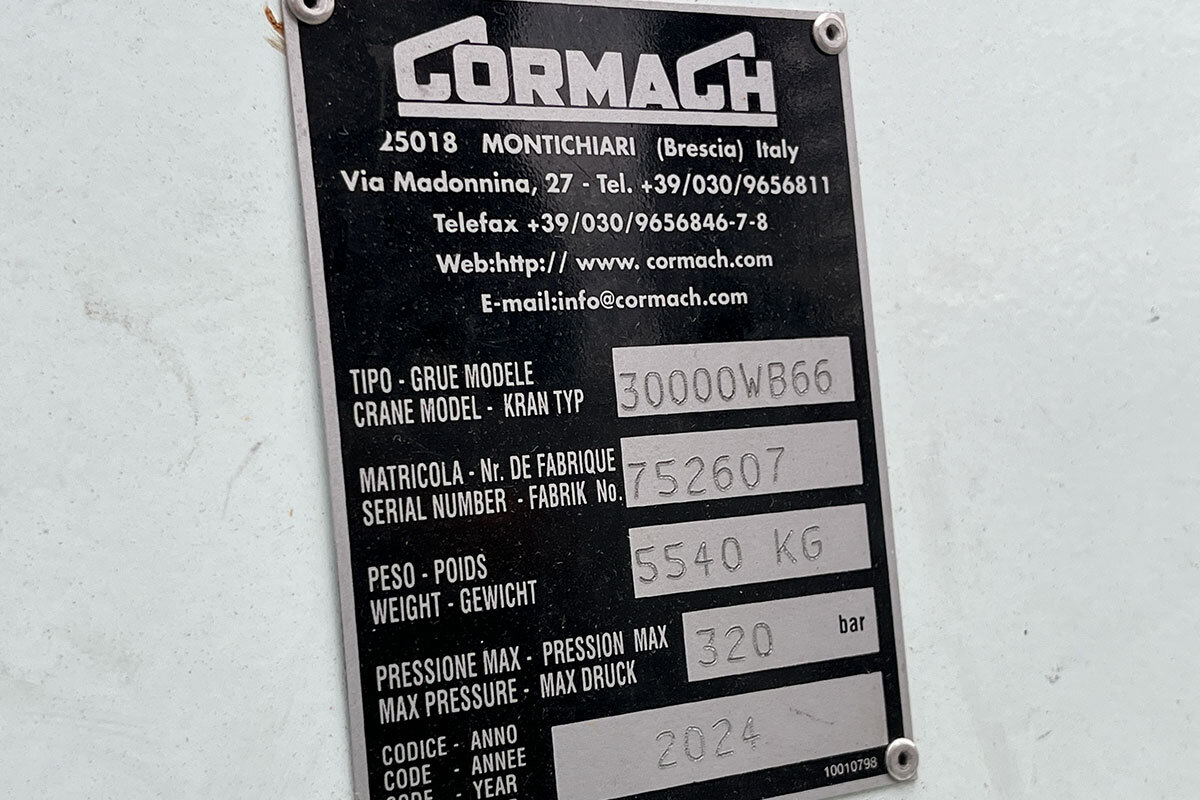 CORMACH
25018 MONTICHIARI (Brescia) Italy
Via Madonnina, 27 - Tel. +39/030/9656811
Telefax +39/030/9656846-7-8
Web:http:// www. cormach.com
E-mail:info@cormach.com
TIPO - GRUE MODELE
CRANE MODEL - KRAN TYP
30000WB66
MATRICOLA - Nr. DE FABRIQUE
SERIAL NUMBER - FABRIK No.
752607
PESO - POIDS
WEIGHT - GEWICHT
5540 KG
PRESSIONE MAX - PRESSION MAX
MAX PRESSURE - MAX DRUCK
320 bar
CODICE - ANNO
CODE - ANNEE
CODE - YEAR
2024
10010798